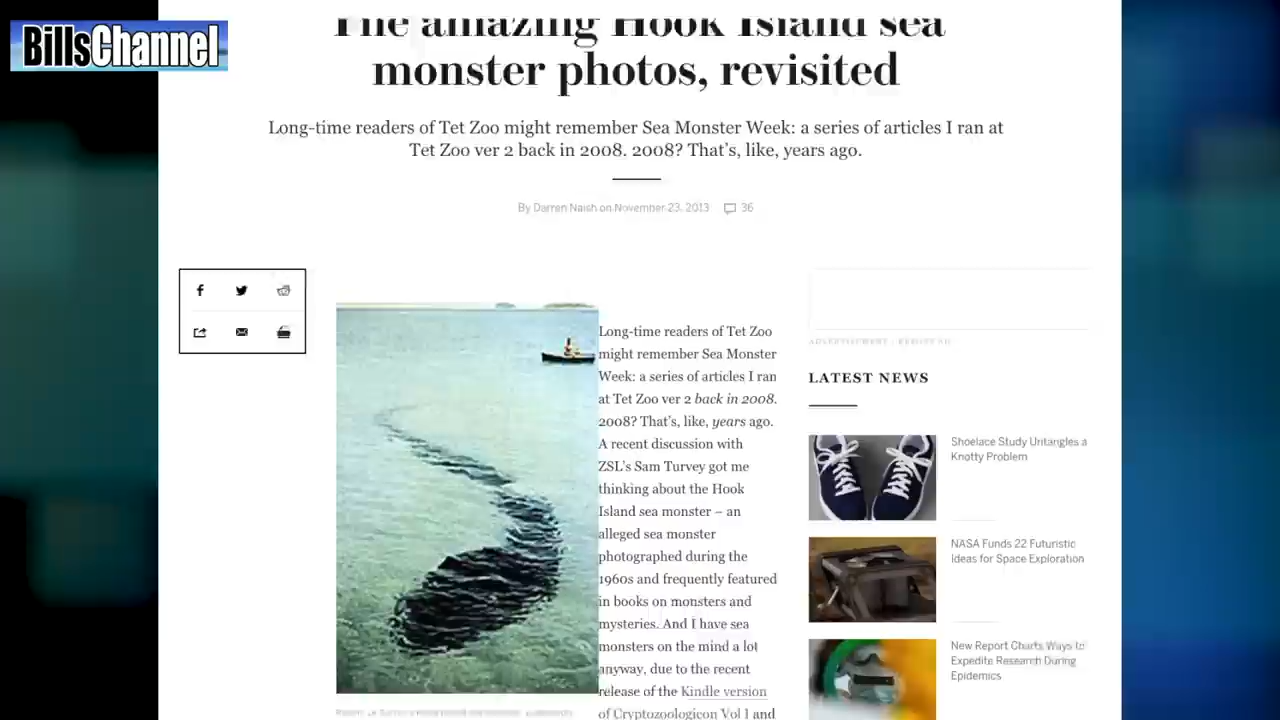 BillsChannel
The amazing Hook Island sea
monster photos, revisited
Long-time readers of Tet Zoo might remember Sea Monster Week: a series of articles I ran at
Tet Zoo ver 2 back in 2008. 2008? That's, like, years ago.
By Darren Naish on November 23, 2013 36
Long-time readers of Tet Zoo
might remember Sea Monster
Week: a series of articles I ran
at Tet Zoo ver 2 back in 2008.
2008? That's, like, years ago.
A recent discussion with
ZSL's Sam Turvey got me
thinking about the Hook
Island sea monster – an
alleged sea monster
photographed during the
1960s and frequently featured
in books on monsters and
mysteries. And I have sea
monsters on the mind a lot
anyway, due to the recent
release of the Kindle version
of Cryptozoologicon Vol 1 and
ADVERTISEMENT | REPORT AD
LATEST NEWS
Shoelace Study Untangles a
Knotty Problem
NASA Funds 22 Futuristic
Ideas for Space Exploration
New Report Charts Ways to
Expedite Research During
Epidemics